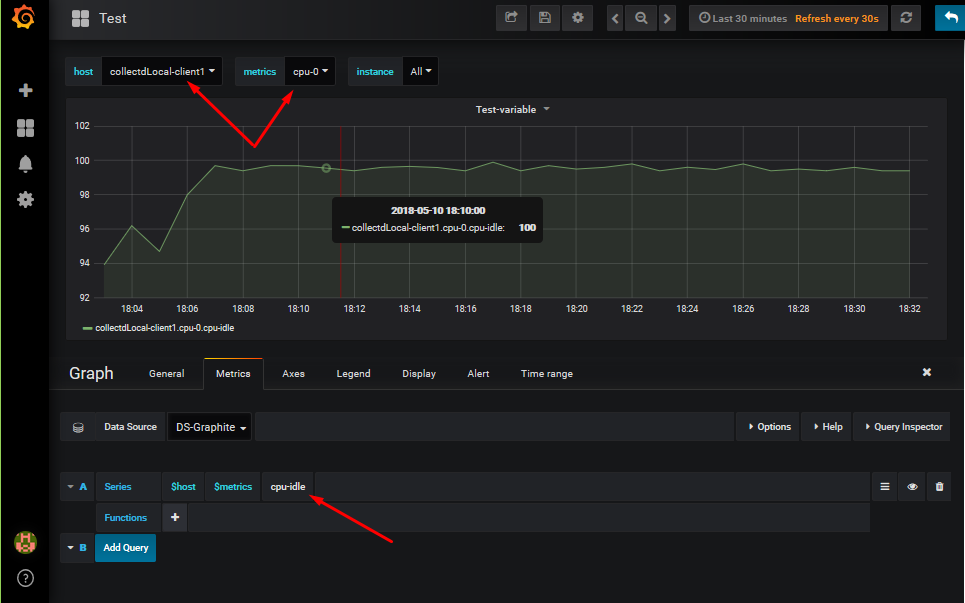 Test
Last 30 minutes Refresh every 30s
host collectdLocal-client1 metrics cpu-0 instance All
Test-variable
102
100
98
96
94
92
2018-05-10 18:10:00
collectdLocal-client1.cpu-0.cpu-idle: 100
18:04 18:06 18:08 18:10 18:12 18:14 18:16 18:18 18:20 18:22 18:24 18:26 18:28 18:30 18:32
collectdLocal-client1.cpu-0.cpu-idle
Graph General Metrics Axes Legend Display Alert Time range
Data Source DS-Graphite Options Help Query Inspector
A Series $host $metrics cpu-idle
Functions +
B Add Query
?